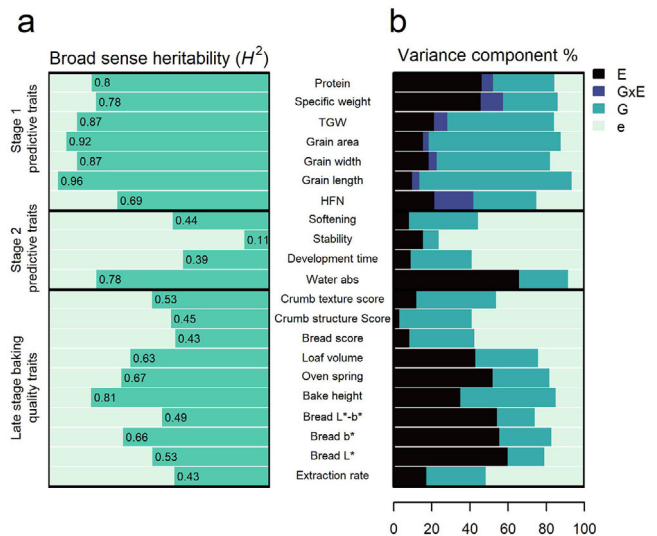 a
b
Broad sense heritability (H²)
Variance component %
E
GxE
G
e
Stage 1
predictive traits
0.8
Protein
0.78
Specific weight
0.87
TGW
0.92
Grain area
0.87
Grain width
0.96
Grain length
0.69
HFN
Stage 2
predictive traits
0.44
Softening
0.11
Stability
0.39
Development time
0.78
Water abs
Late stage baking
quality traits
0.53
Crumb texture score
0.45
Crumb structure Score
0.43
Bread score
0.63
Loaf volume
0.67
Oven spring
0.81
Bake height
0.49
Bread L*-b*
0.66
Bread b*
0.53
Bread L*
0.43
Extraction rate
0 20 40 60 80 100